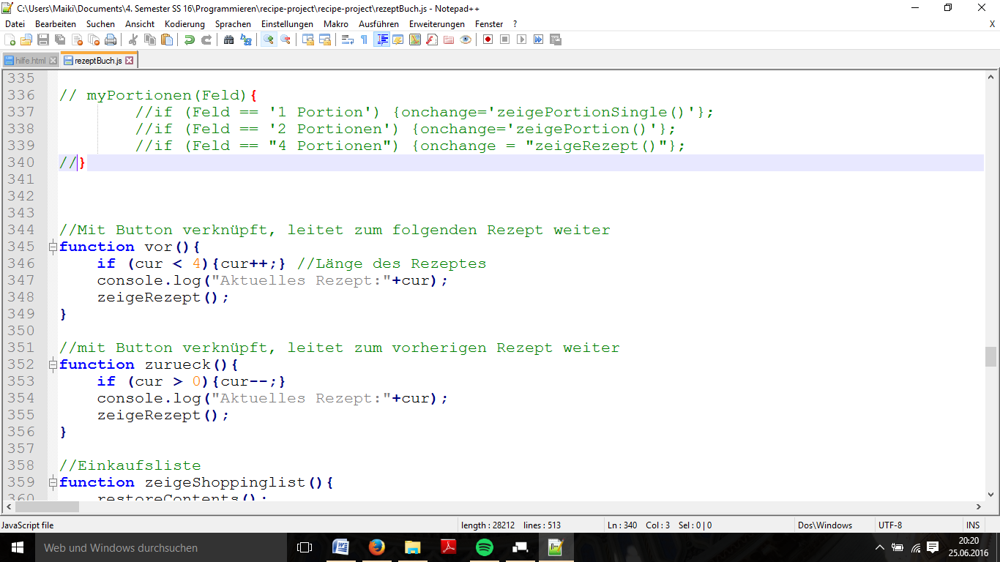 C:\Users\Maiki\Documents\4. Semester SS 16\Programmieren\recipe-project\recipe-project\rezeptBuch.js - Notepad++
Datei Bearbeiten Suchen Ansicht Kodierung Sprachen Einstellungen Makro Ausführen Erweiterungen Fenster ? X
hilfe.html rezeptBuch.js
335
336 // myPortionen(Feld){
337 //if (Feld == '1 Portion') {onchange='zeigePortionSingle()'};
338 //if (Feld == '2 Portionen') {onchange='zeigePortion()'};
339 //if (Feld == "4 Portionen") {onchange = "zeigeRezept()"};
340 //}
341
342
343
344 //Mit Button verknüpft, leitet zum folgenden Rezept weiter
345 function vor(){
346 if (cur < 4){cur++;} //Länge des Rezeptes
347 console.log("Aktuelles Rezept:"+cur);
348 zeigeRezept();
349 }
350
351 //mit Button verknüpft, leitet zum vorherigen Rezept weiter
352 function zurueck(){
353 if (cur > 0){cur--;}
354 console.log("Aktuelles Rezept:"+cur);
355 zeigeRezept();
356 }
357
358 //Einkaufsliste
359 function zeigeShoppinglist(){
360 restoreContents();
JavaScript file length : 28212 lines : 513 Ln : 340 Col : 3 Sel : 0 | 0 Dos\Windows UTF-8 INS
Web und Windows durchsuchen
20:20
25.06.2016